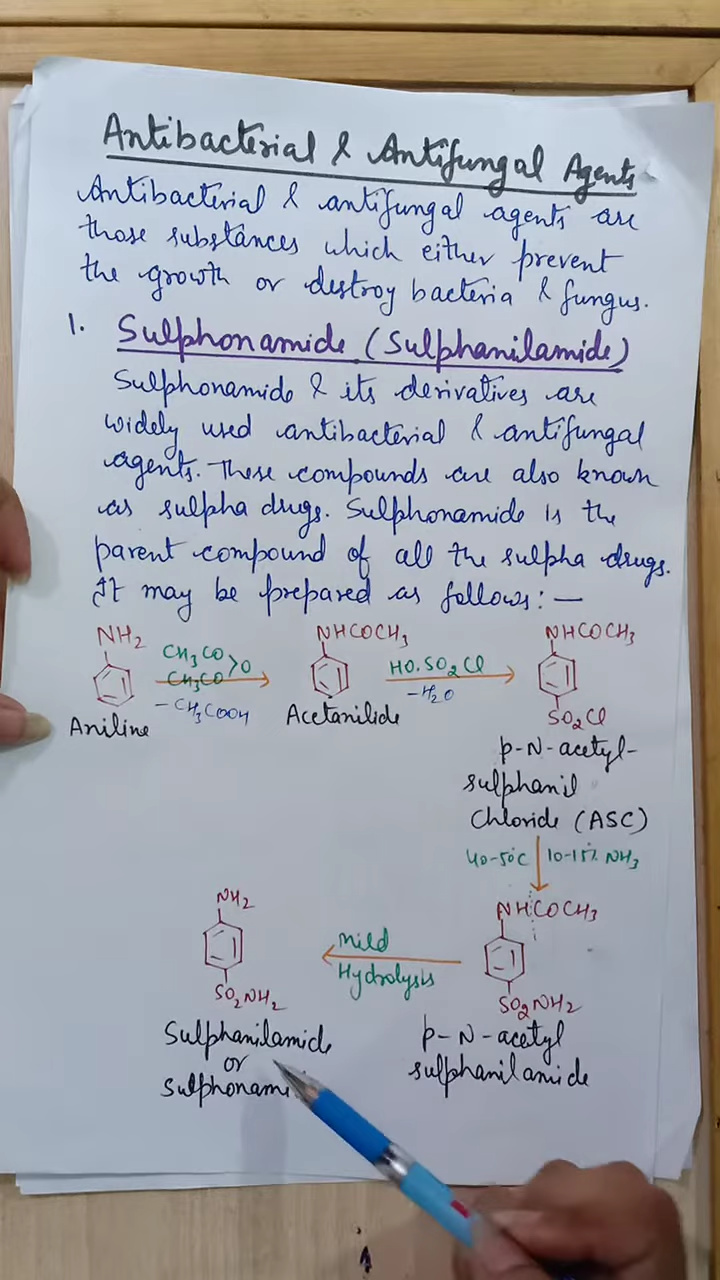 Antibacterial & Antifungal Agents
Antibacterial & antifungal agents are
those substances which either prevent
the growth or destroy bacteria & fungus.
1. Sulphonamide (Sulphanilamide)
Sulphonamide & its derivatives are
widely used antibacterial & antifungal
agents. These compounds are also known
as sulpha drugs. Sulphonamide is the
parent compound of all the sulpha drugs.
It may be prepared as follows: —
NH2
CH3CO
CH3CO >O
- CH3COOH
Aniline
NHCOCH3
Acetanilide
HO.SO2Cl
-H2O
NHCOCH3
SO2Cl
p-N-acetyl-
sulphanil
Chloride (ASC)
40-50c 10-15% NH3
NHCOCH3
SO2NH2
p-N-acetyl
sulphanilamide
Mild
Hydrolysis
NH2
SO2NH2
Sulphanilamide
or
Sulphonami